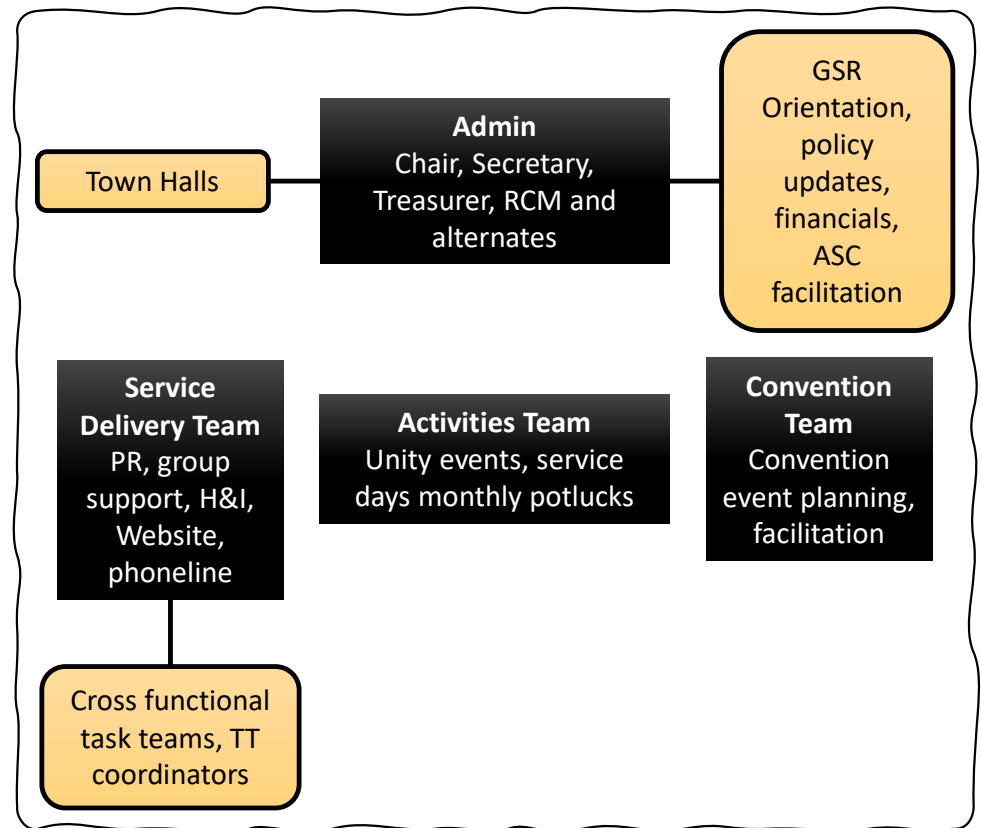 Town Halls
Admin
Chair, Secretary,
Treasurer, RCM and
alternates
GSR
Orientation,
policy
updates,
financials,
ASC
facilitation
Service
Delivery Team
PR, group
support, H&I,
Website,
phoneline
Activities Team
Unity events, service
days monthly potlucks
Convention
Team
Convention
event planning,
facilitation
Cross functional
task teams, TT
coordinators